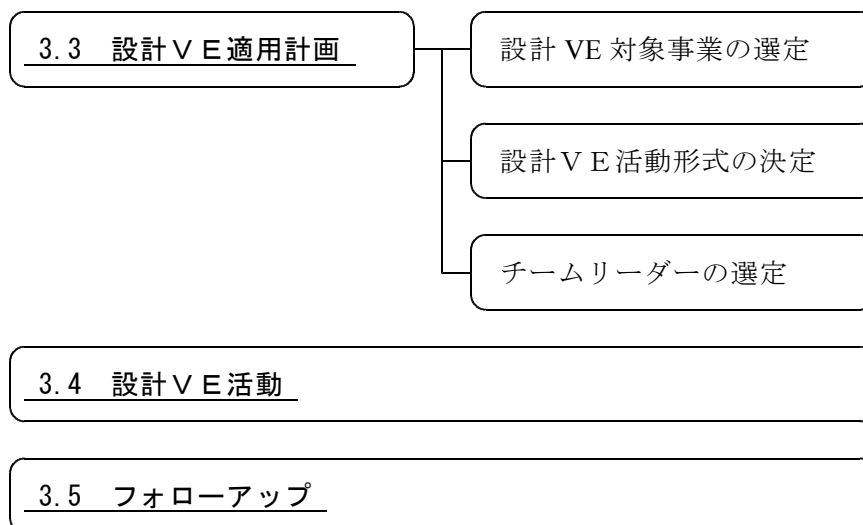 3.3　設計ＶＥ適用計画
設計 VE 対象事業の選定
設計ＶＥ活動形式の決定
チームリーダーの選定
3.4　設計ＶＥ活動
3.5　フォローアップ